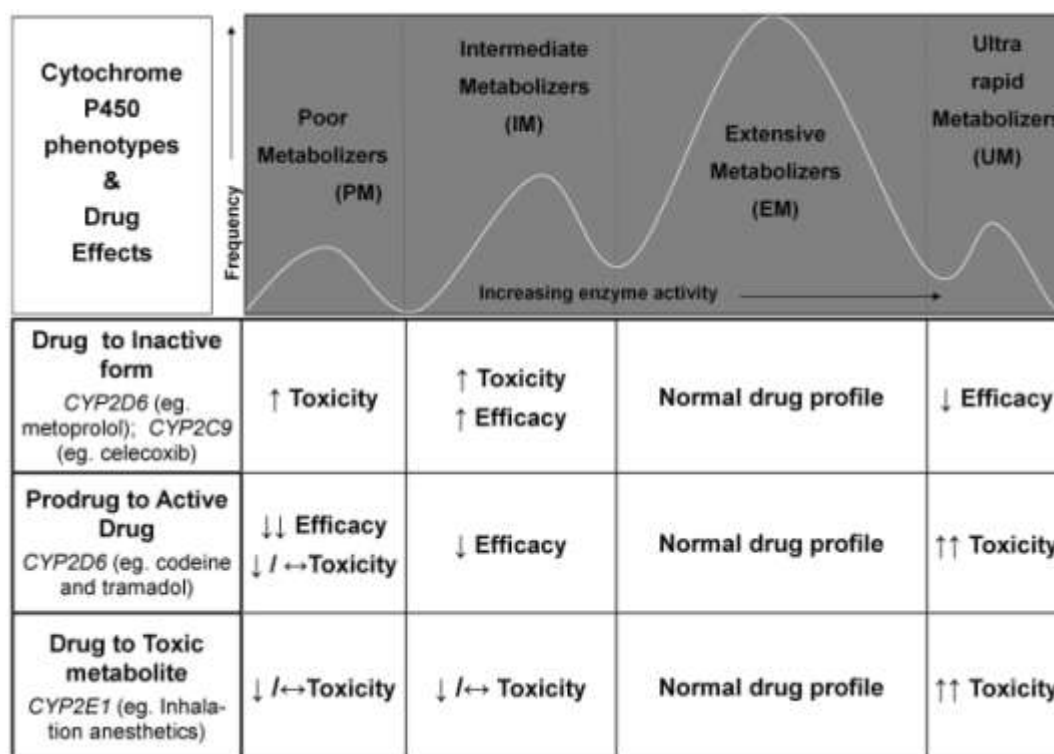 Cytochrome
P450
phenotypes
&
Drug
Effects
Frequency
Poor
Metabolizers
(PM)
Intermediate
Metabolizers
(IM)
Extensive
Metabolizers
(EM)
Ultra
rapid
Metabolizers
(UM)
Increasing enzyme activity
Drug to Inactive
form
CYP2D6 (eg.
metoprolol); CYP2C9
(eg. celecoxib)
↑ Toxicity
↑ Toxicity
↑ Efficacy
Normal drug profile
↓ Efficacy
Prodrug to Active
Drug
CYP2D6 (eg. codeine
and tramadol)
↓↓ Efficacy
↓ / ↔Toxicity
↓ Efficacy
Normal drug profile
↑↑ Toxicity
Drug to Toxic
metabolite
CYP2E1 (eg. Inhala-
tion anesthetics)
↓ /↔Toxicity
↓ /↔ Toxicity
Normal drug profile
↑↑ Toxicity